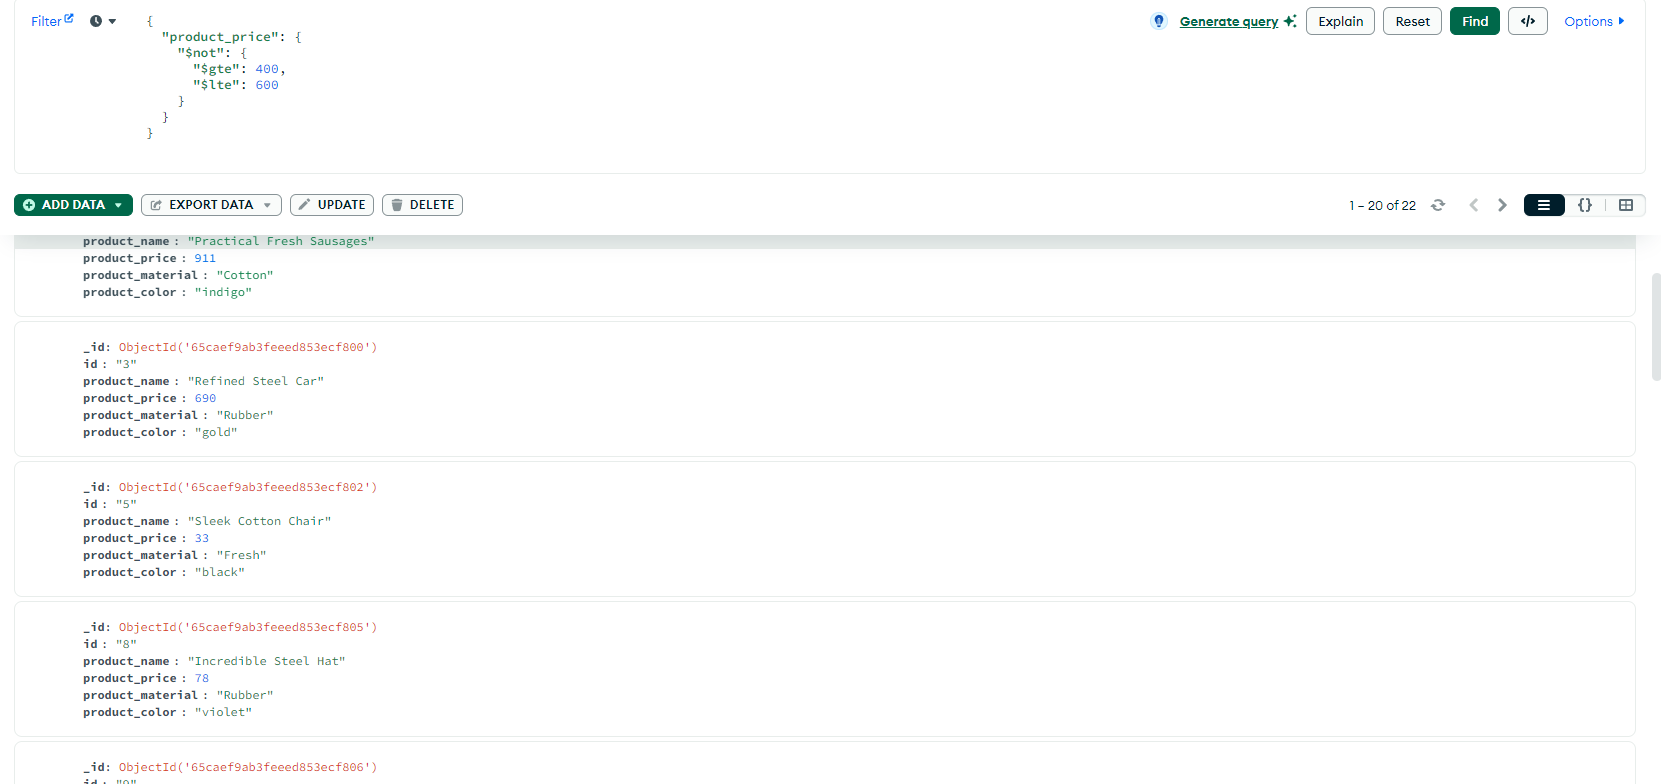 Filter
{
"product_price": {
"$not": {
"$gte": 400,
"$lte": 600
}
}
}
Generate query
Explain
Reset
Find
</>
Options
ADD DATA
EXPORT DATA
UPDATE
DELETE
1 – 20 of 22
{}
product_name : "Practical Fresh Sausages"
product_price : 911
product_material : "Cotton"
product_color : "indigo"
_id: ObjectId('65caef9ab3feeed853ecf800')
id : "3"
product_name : "Refined Steel Car"
product_price : 690
product_material : "Rubber"
product_color : "gold"
_id: ObjectId('65caef9ab3feeed853ecf802')
id : "5"
product_name : "Sleek Cotton Chair"
product_price : 33
product_material : "Fresh"
product_color : "black"
_id: ObjectId('65caef9ab3feeed853ecf805')
id : "8"
product_name : "Incredible Steel Hat"
product_price : 78
product_material : "Rubber"
product_color : "violet"
_id: ObjectId('65caef9ab3feeed853ecf806')